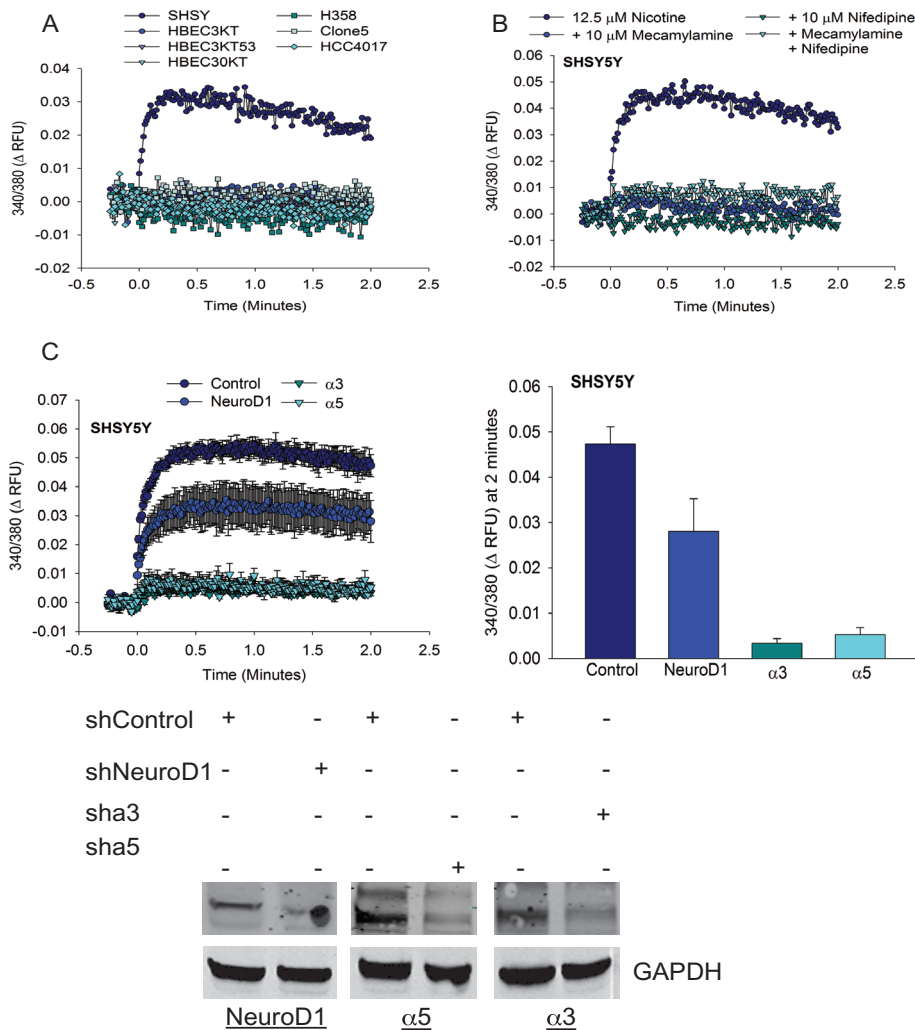 A
SHSY
HBEC3KT
HBEC3KT53
HBEC30KT
H358
Clone5
HCC4017
340/380 (Δ RFU)
0.04
0.03
0.02
0.01
0.00
-0.01
-0.02
-0.5 0.0 0.5 1.0 1.5 2.0 2.5
Time (Minutes)
B
12.5 μM Nicotine
+ 10 μM Mecamylamine
+ 10 μM Nifedipine
+ Mecamylamine
+ Nifedipine
SHSY5Y
340/380 (Δ RFU)
0.06
0.05
0.04
0.03
0.02
0.01
0.00
-0.01
-0.02
-0.5 0.0 0.5 1.0 1.5 2.0 2.5
Time (Minutes)
C
Control
NeuroD1
α3
α5
SHSY5Y
340/380 (Δ RFU)
0.07
0.06
0.05
0.04
0.03
0.02
0.01
0.00
-0.01
-0.5 0.0 0.5 1.0 1.5 2.0 2.5
Time (Minutes)
SHSY5Y
340/380 (Δ RFU) at 2 minutes
0.06
0.05
0.04
0.03
0.02
0.01
0.00
Control NeuroD1 α3 α5
shControl + - + - + -
shNeuroD1 - + - - - -
sha3 - - - - - +
sha5
- - - + - -
GAPDH
NeuroD1 α5 α3